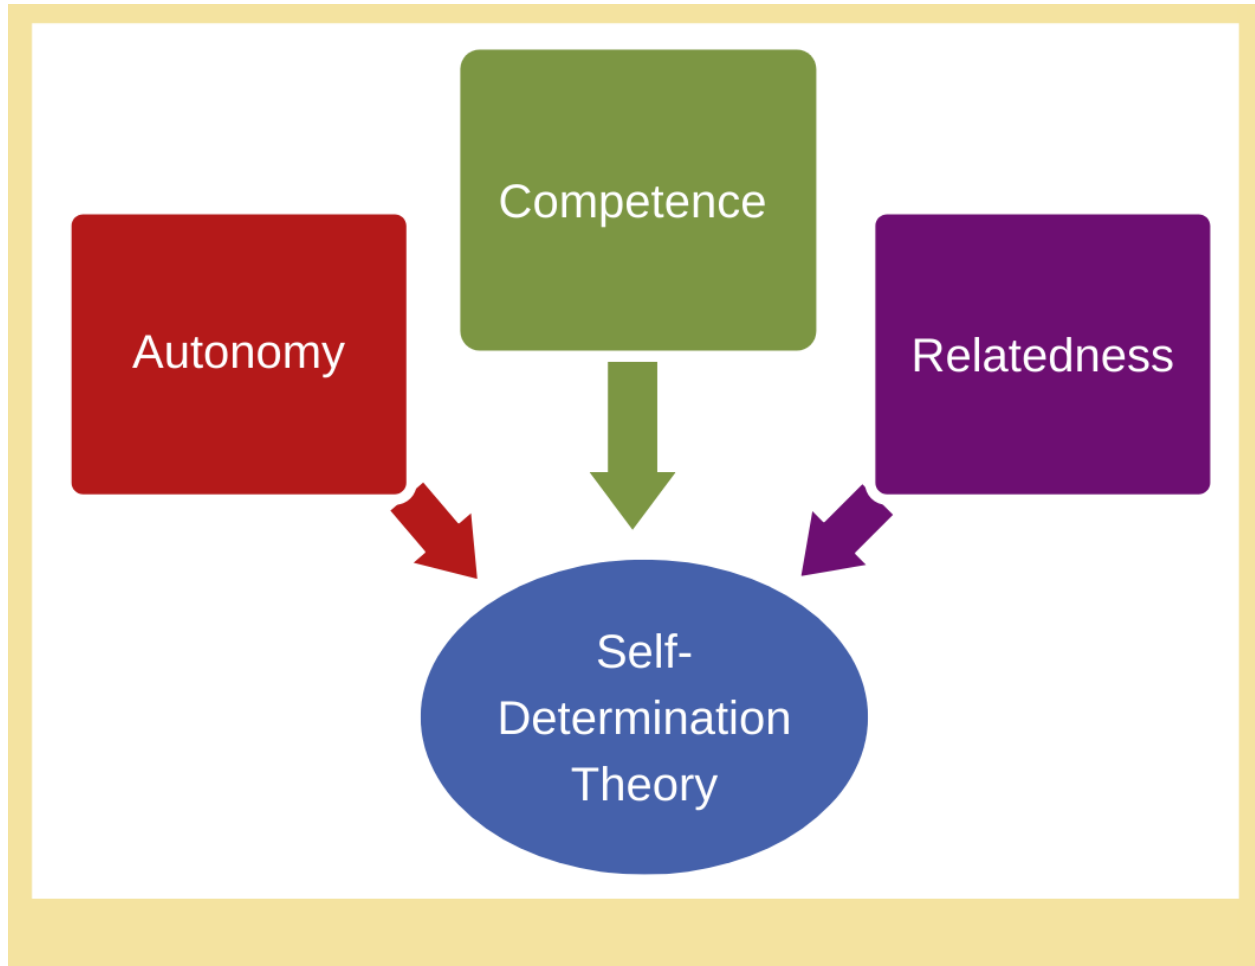 Competence
Autonomy
Relatedness
Self-
Determination
Theory